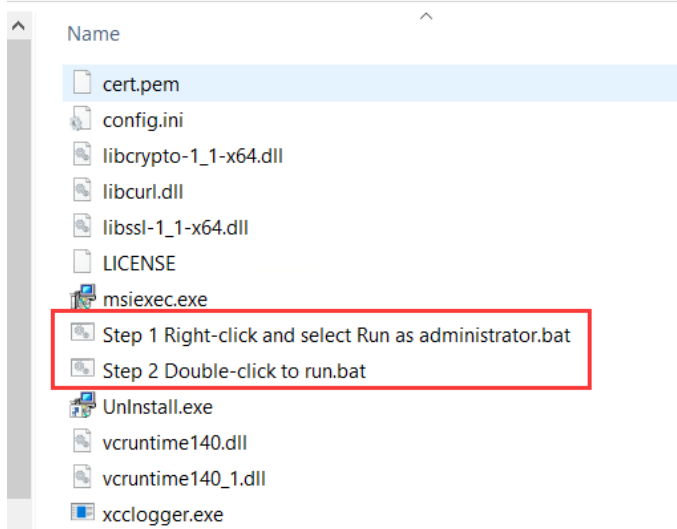 Name
cert.pem
config.ini
libcrypto-1_1-x64.dll
libcurl.dll
libssl-1_1-x64.dll
LICENSE
msiexec.exe
Step 1 Right-click and select Run as administrator.bat
Step 2 Double-click to run.bat
UnInstall.exe
vcruntime140.dll
vcruntime140_1.dll
xcclogger.exe